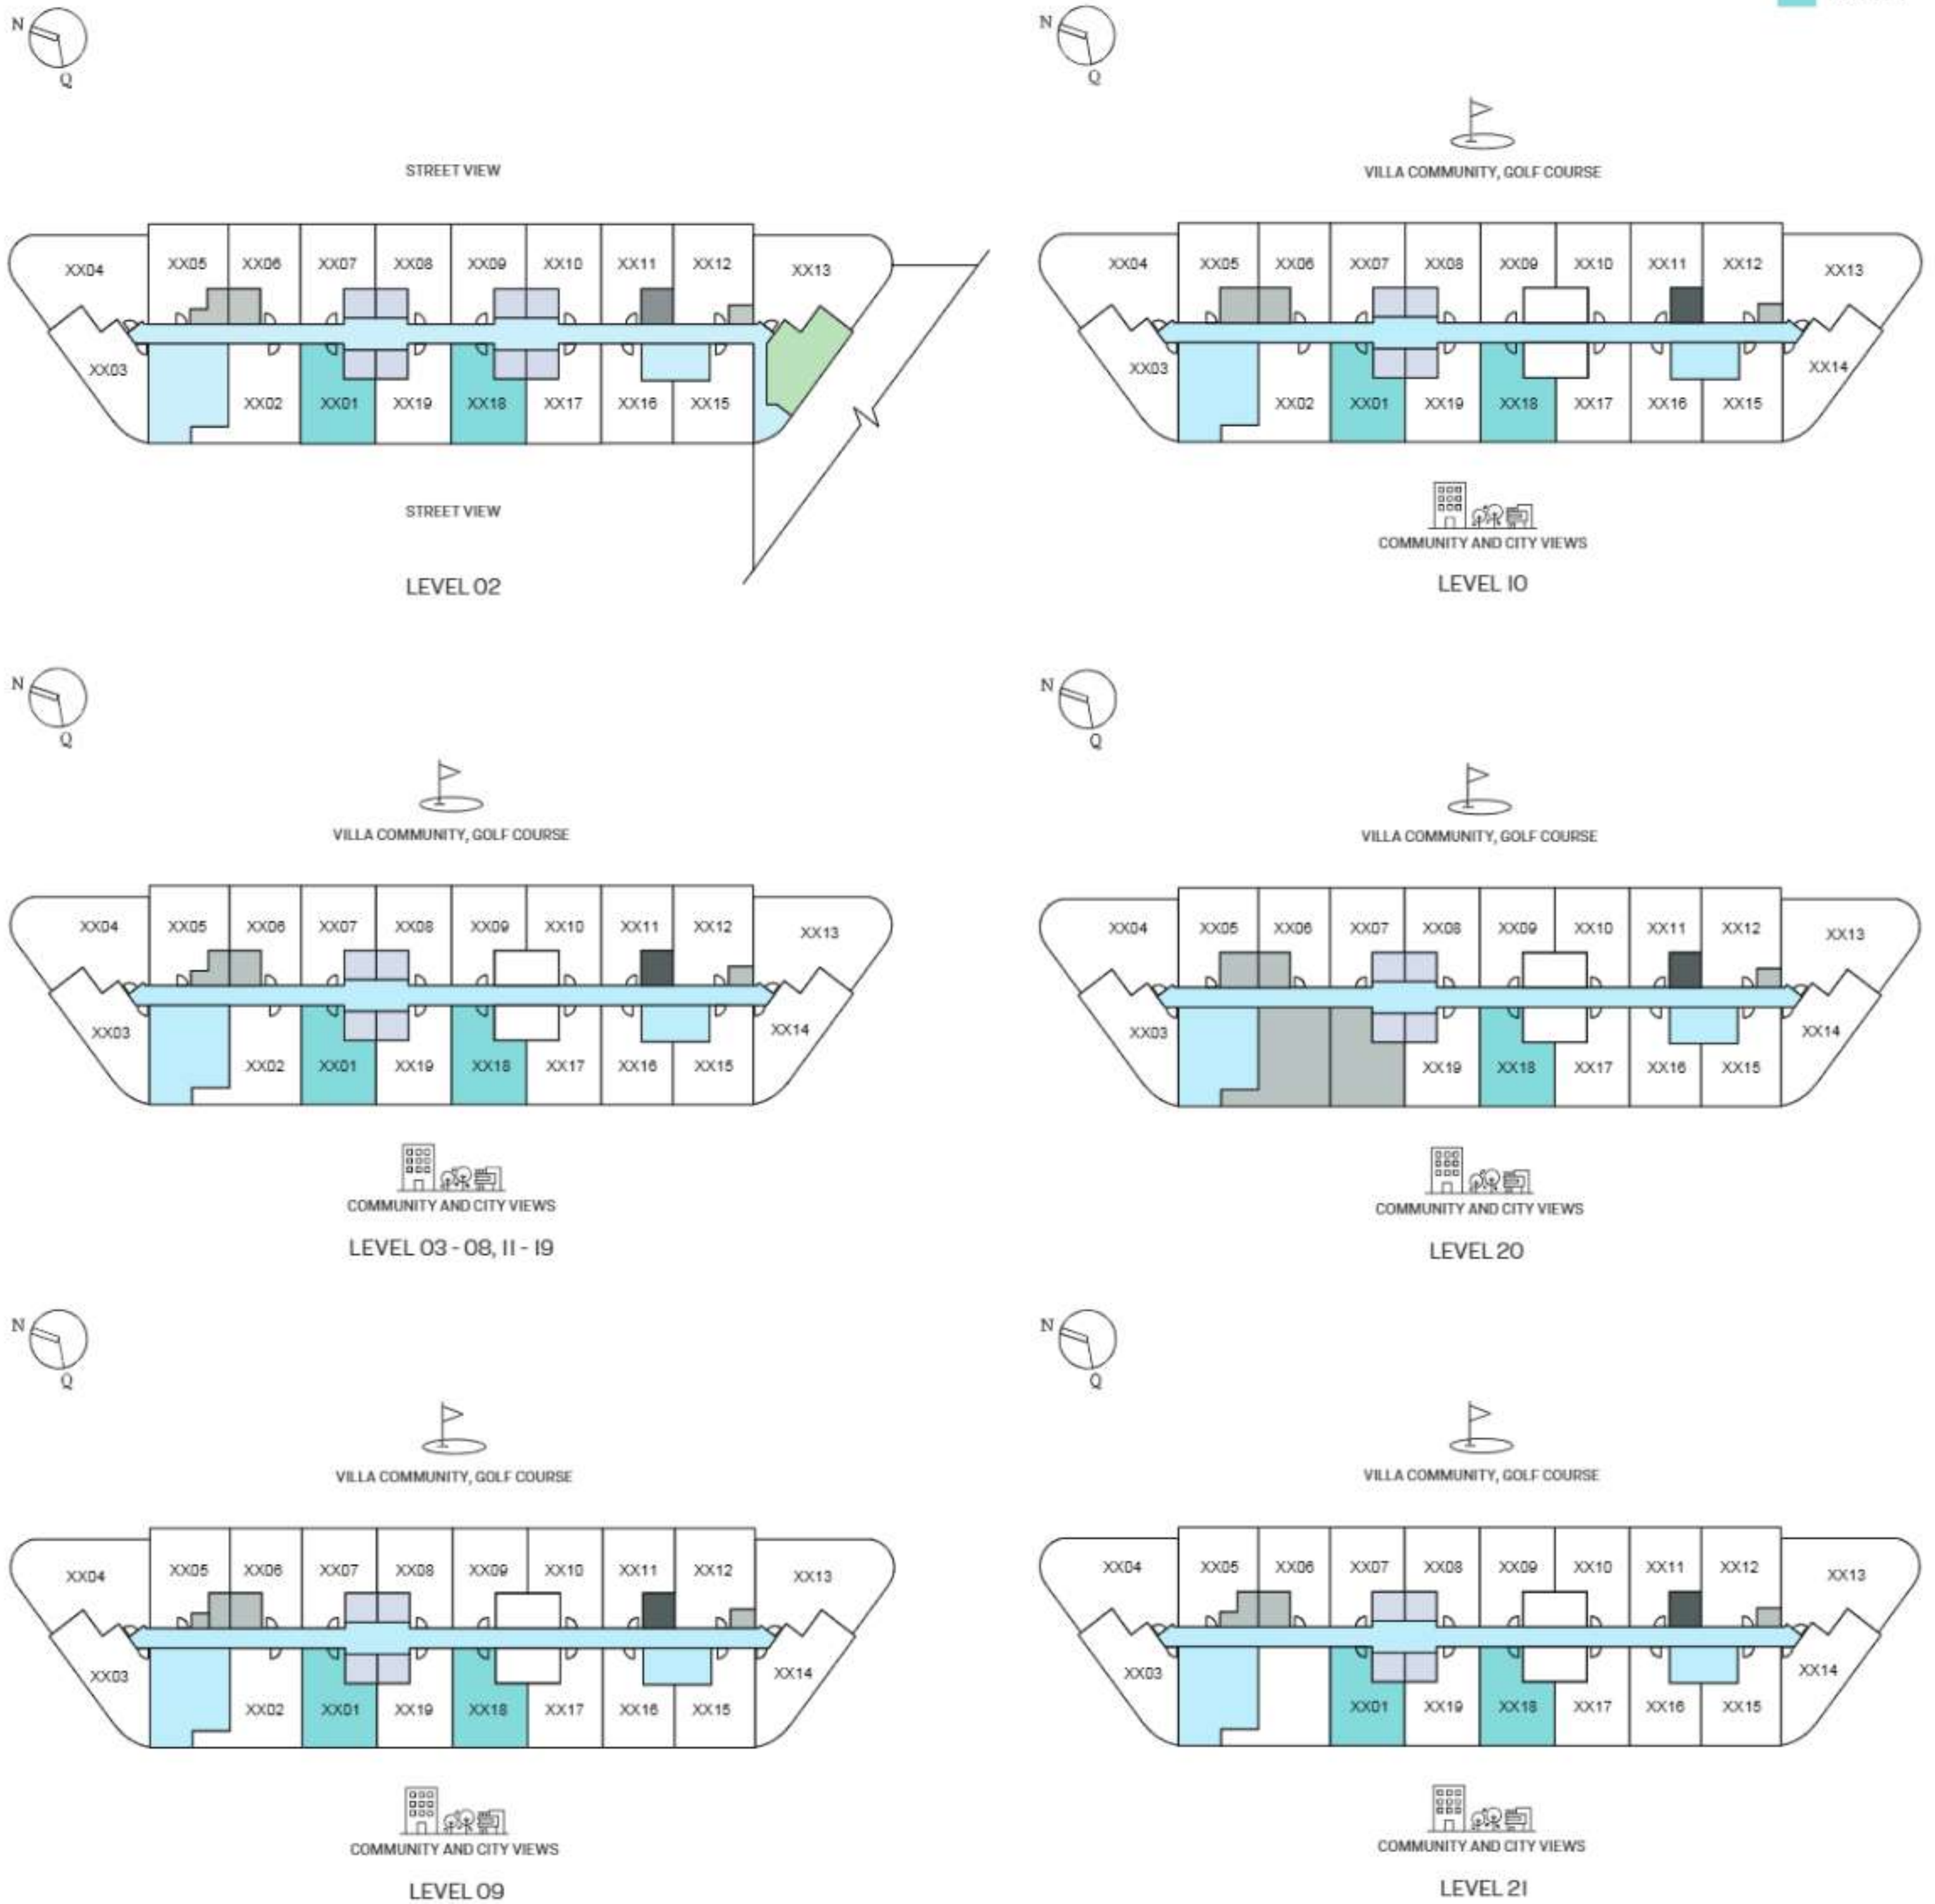 N
Q
STREET VIEW
XX04
XX05 XX06 XX07 XX08 XX09 XX10 XX11 XX12
XX13
XX03
XX02 XX01 XX19 XX18 XX17 XX16 XX15
STREET VIEW
LEVEL 02
N
Q
VILLA COMMUNITY, GOLF COURSE
XX04 XX05 XX06 XX07 XX08 XX09 XX10 XX11 XX12
XX13
XX03
XX14
XX02 XX01 XX19 XX18 XX17 XX16 XX15
COMMUNITY AND CITY VIEWS
LEVEL 10
N
Q
VILLA COMMUNITY, GOLF COURSE
XX04 XX05 XX06 XX07 XX08 XX09 XX10 XX11 XX12
XX13
XX03
XX14
XX02 XX01 XX19 XX18 XX17 XX16 XX15
COMMUNITY AND CITY VIEWS
LEVEL 03 - 08, 11 - 19
N
Q
VILLA COMMUNITY, GOLF COURSE
XX04 XX05 XX06 XX07 XX08 XX09 XX10 XX11 XX12
XX13
XX03
XX14
XX19 XX18 XX17 XX16 XX15
COMMUNITY AND CITY VIEWS
LEVEL 20
N
Q
VILLA COMMUNITY, GOLF COURSE
XX04 XX05 XX06 XX07 XX08 XX09 XX10 XX11 XX12 XX13
XX03
XX14
XX02 XX01 XX19 XX18 XX17 XX16 XX15
COMMUNITY AND CITY VIEWS
LEVEL 09
N
Q
VILLA COMMUNITY, GOLF COURSE
XX04 XX05 XX06 XX07 XX08 XX09 XX10 XX11 XX12
XX13
XX03
XX14
XX01 XX19 XX18 XX17 XX16 XX15
COMMUNITY AND CITY VIEWS
LEVEL 21